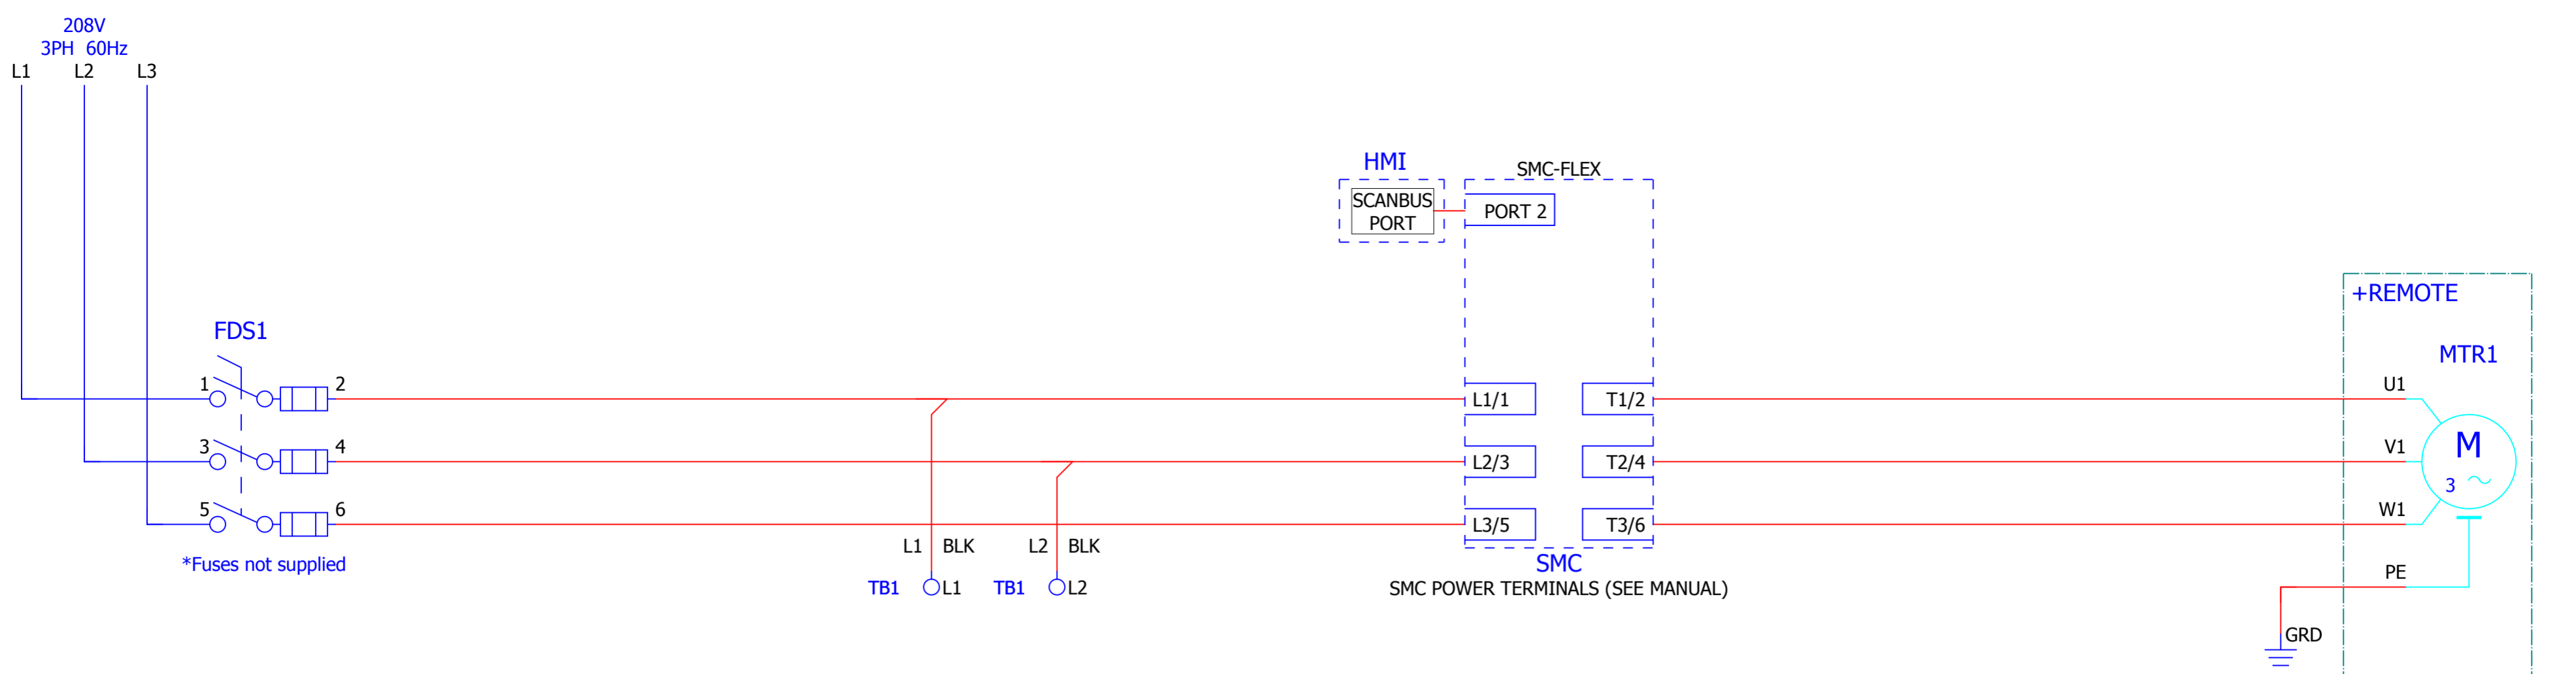 208V
3PH 60Hz
L1 L2 L3
HMI
SCANBUS
PORT
SMC-FLEX
PORT 2
+REMOTE
FDS1
MTR1
1 2
L1/1 T1/2
U1
3 4
L2/3 T2/4
V1
M
3
5 6
L3/5 T3/6
W1
*Fuses not supplied
L1 BLK
L2 BLK
TB1 L1
TB1 L2
SMC
SMC POWER TERMINALS (SEE MANUAL)
PE
GRD